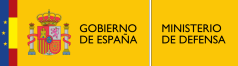 GOBIERNO
DE ESPAÑA
MINISTERIO
DE DEFENSA